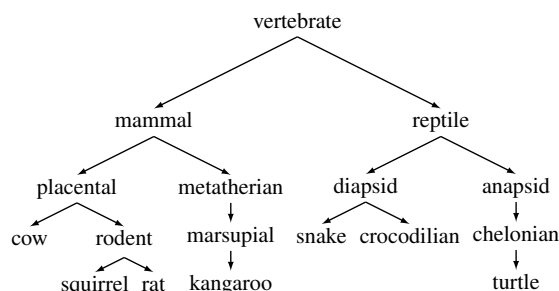 vertebrate
mammal reptile
placental metatherian diapsid anapsid
cow rodent marsupial snake crocodilian chelonian
squirrel rat kangaroo turtle